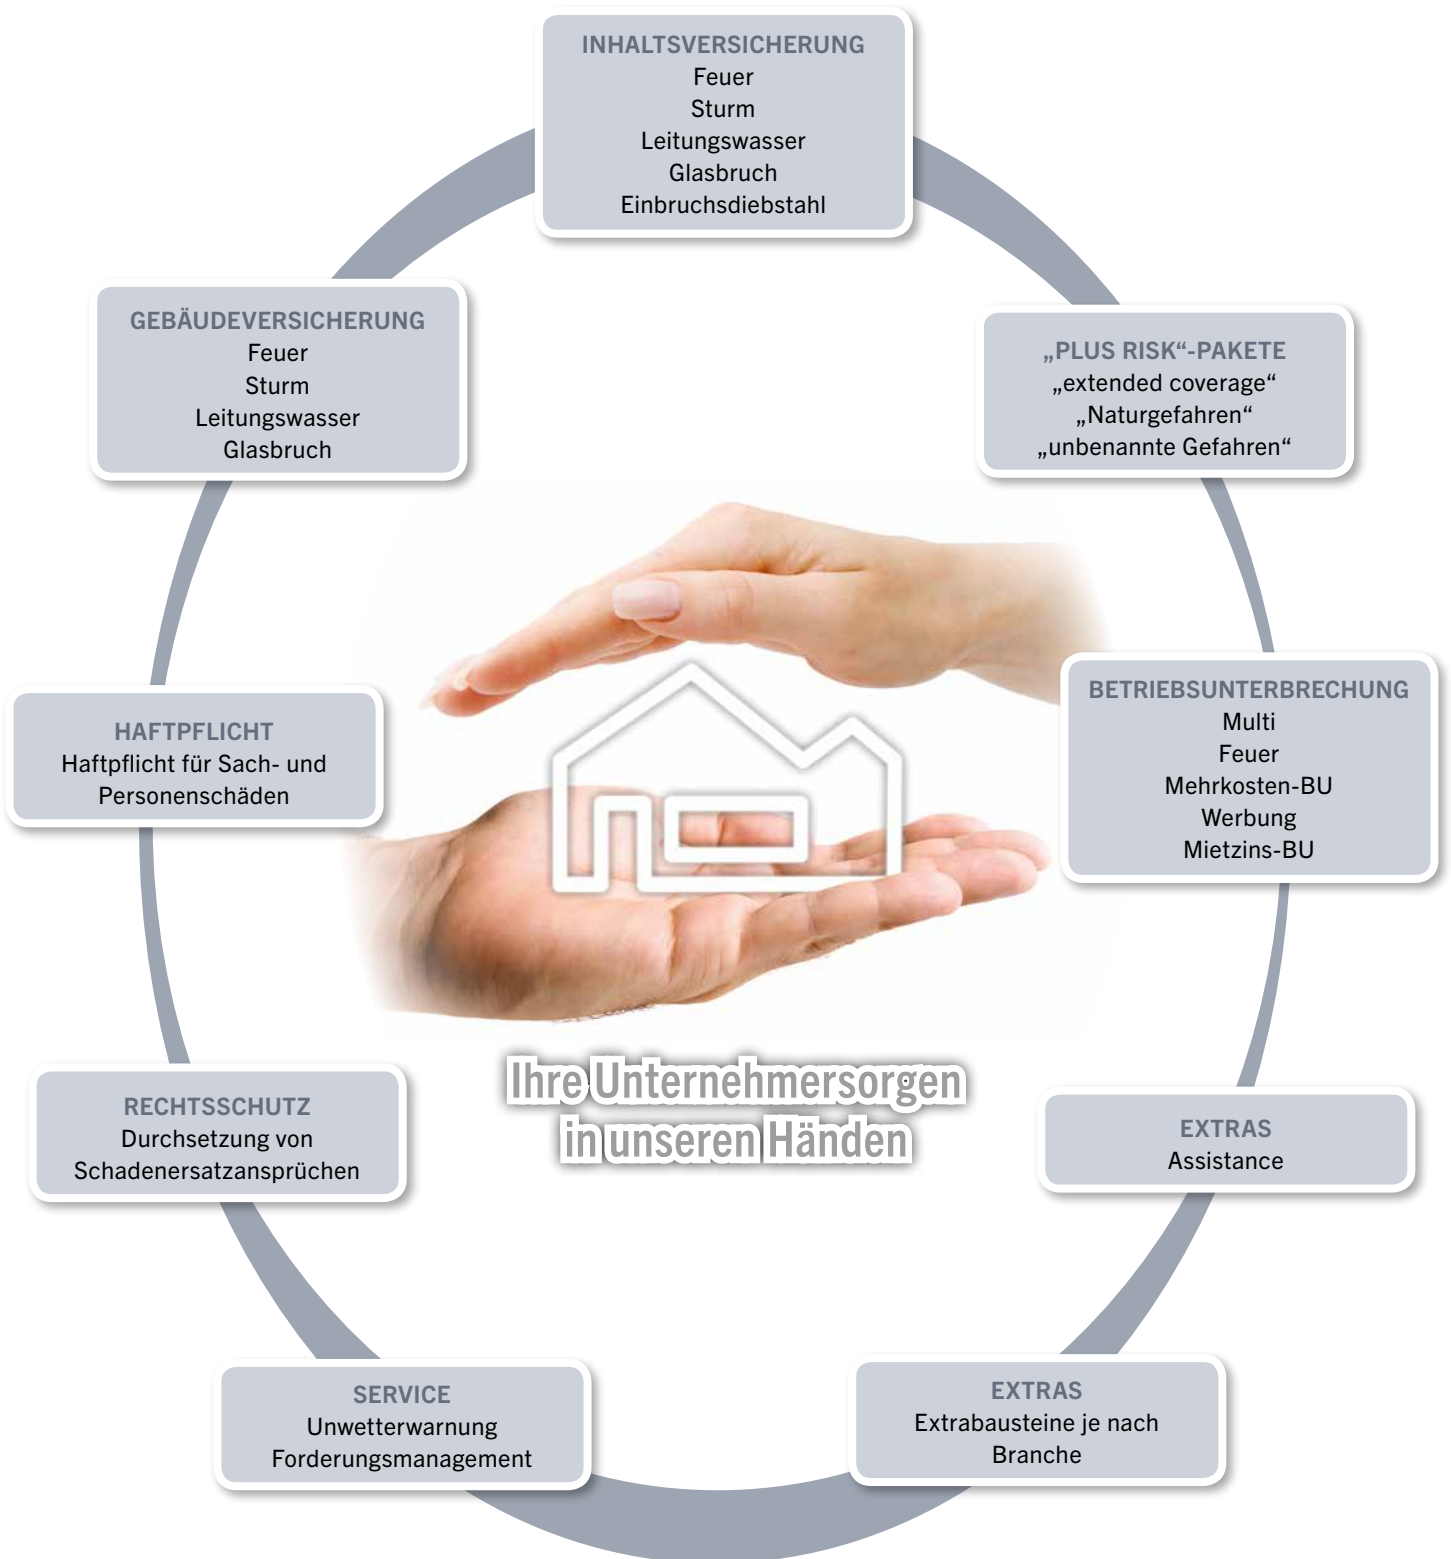 INHALTSVERSICHERUNG
Feuer
Sturm
Leitungswasser
Glasbruch
Einbruchsdiebstahl
GEBÄUDEVERSICHERUNG
Feuer
Sturm
Leitungswasser
Glasbruch
„PLUS RISK“-PAKETE
„extended coverage“
„Naturgefahren“
„unbenannte Gefahren“
HAFTPFLICHT
Haftpflicht für Sach- und
Personenschäden
BETRIEBSUNTERBRECHUNG
Multi
Feuer
Mehrkosten-BU
Werbung
Mietzins-BU
Ihre Unternehmersorgen
in unseren Händen
RECHTSSCHUTZ
Durchsetzung von
Schadenersatzansprüchen
EXTRAS
Assistance
SERVICE
Unwetterwarnung
Forderungsmanagement
EXTRAS
Extrabausteine je nach
Branche